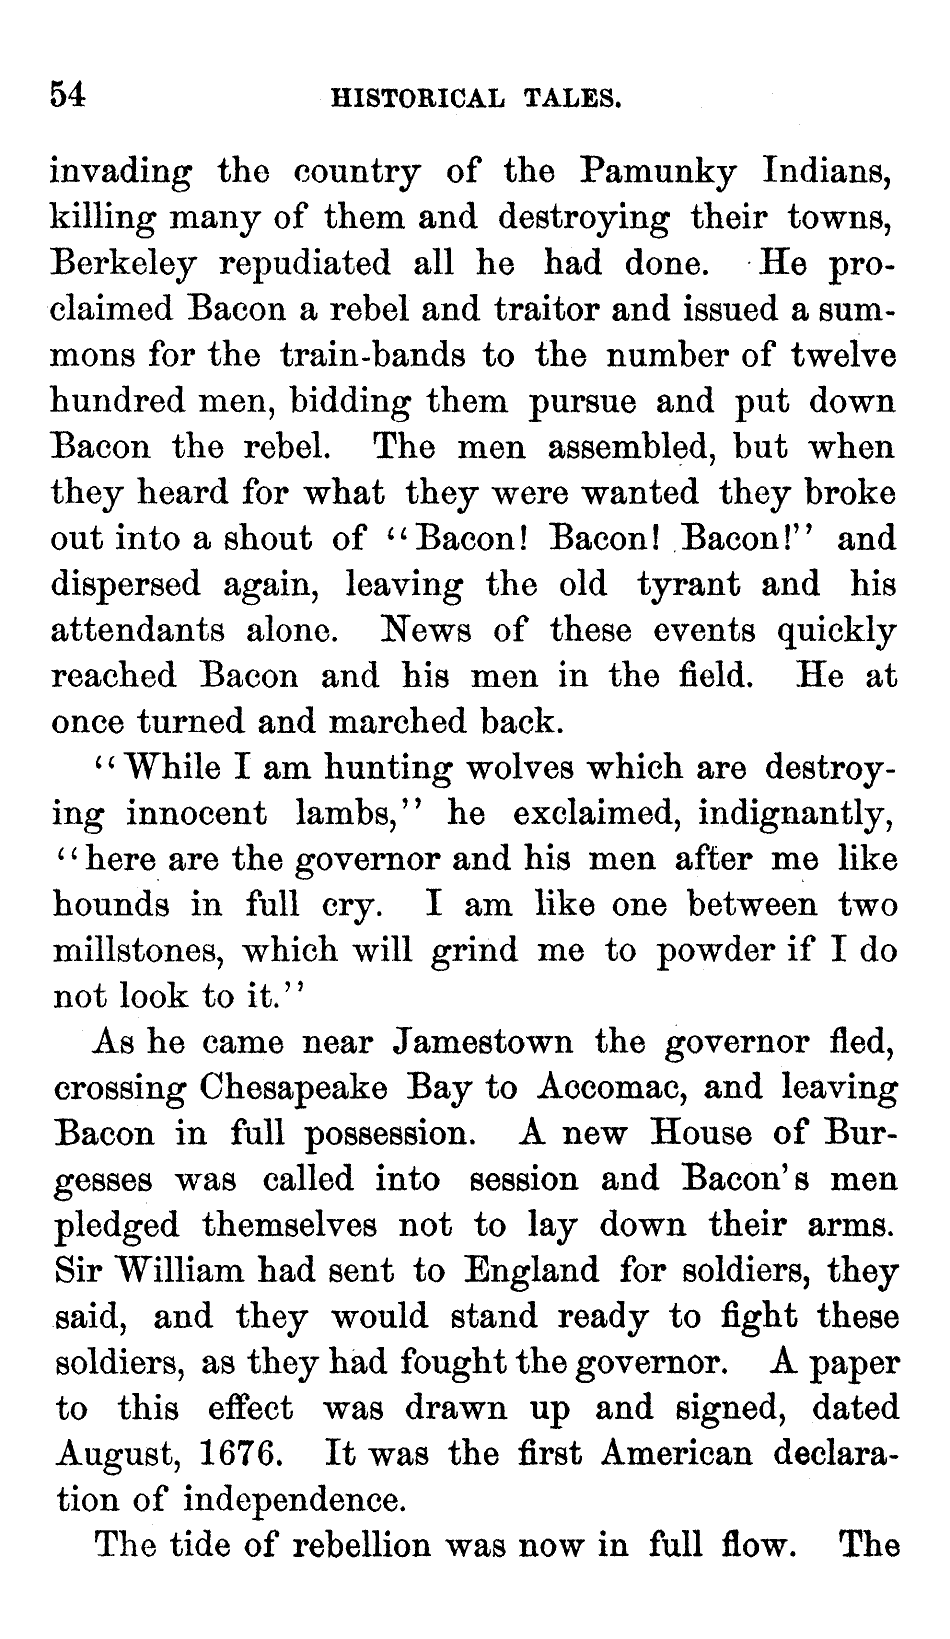 54 HISTORICAL TALES.
invading the country of the Pamunky Indians,
killing many of them and destroying their towns,
Berkeley repudiated all he had done. He pro-
claimed Bacon a rebel and traitor and issued a sum-
mons for the train-bands to the number of twelve
hundred men, bidding them pursue and put down
Bacon the rebel. The men assembled, but when
they heard for what they were wanted they broke
out into a shout of "Bacon! Bacon! Bacon!" and
dispersed again, leaving the old tyrant and his
attendants alone. News of these events quickly
reached Bacon and his men in the field. He at
once turned and marched back.
"While I am hunting wolves which are destroy-
ing innocent lambs," he exclaimed, indignantly,
"here are the governor and his men after me like
hounds in full cry. I am like one between two
millstones, which will grind me to powder if I do
not look to it."
As he came near Jamestown the governor fled,
crossing Chesapeake Bay to Accomac, and leaving
Bacon in full possession. A new House of Bur-
gesses was called into session and Bacon's men
pledged themselves not to lay down their arms.
Sir William had sent to England for soldiers, they
said, and they would stand ready to fight these
soldiers, as they had fought the governor. A paper
to this effect was drawn up and signed, dated
August, 1676. It was the first American declara-
tion of independence.
The tide of rebellion was now in full flow. The